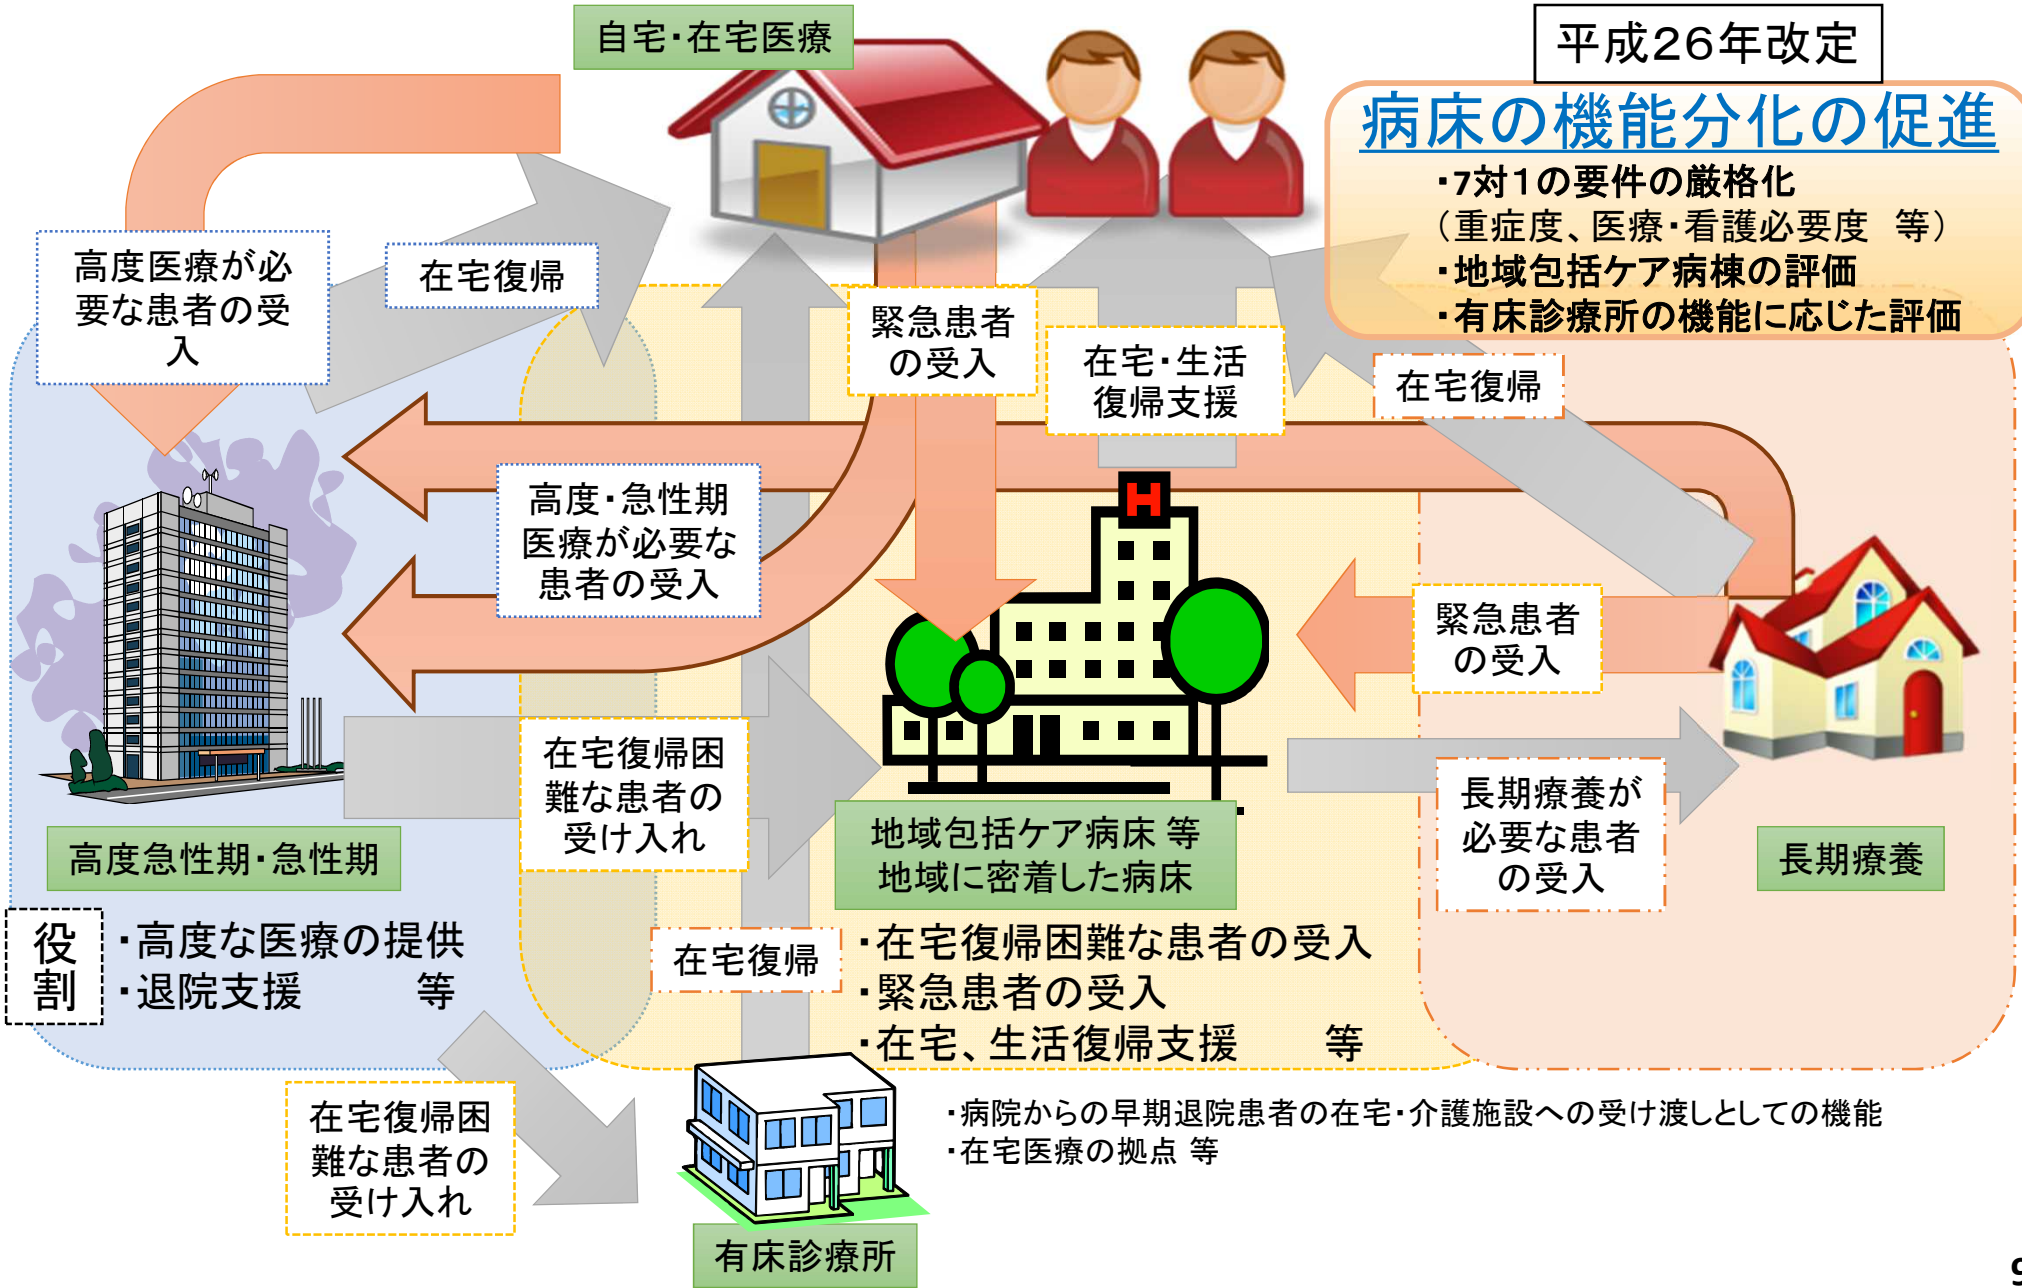 自宅・在宅医療
平成26年改定
病床の機能分化の促進
・7対1の要件の厳格化
（重症度、医療・看護必要度　等）
・地域包括ケア病棟の評価
・有床診療所の機能に応じた評価
高度医療が必
要な患者の受
入
在宅復帰
緊急患者
の受入
在宅・生活
復帰支援
在宅復帰
高度・急性期
医療が必要な
患者の受入
H
緊急患者
の受入
在宅復帰困
難な患者の
受け入れ
長期療養が
必要な患者
の受入
高度急性期・急性期
地域包括ケア病床 等
地域に密着した病床
長期療養
役
割
・高度な医療の提供
・退院支援　　　等
在宅復帰
・在宅復帰困難な患者の受入
・緊急患者の受入
・在宅、生活復帰支援　　等
在宅復帰困
難な患者の
受け入れ
・病院からの早期退院患者の在宅・介護施設への受け渡しとしての機能
・在宅医療の拠点 等
有床診療所
9